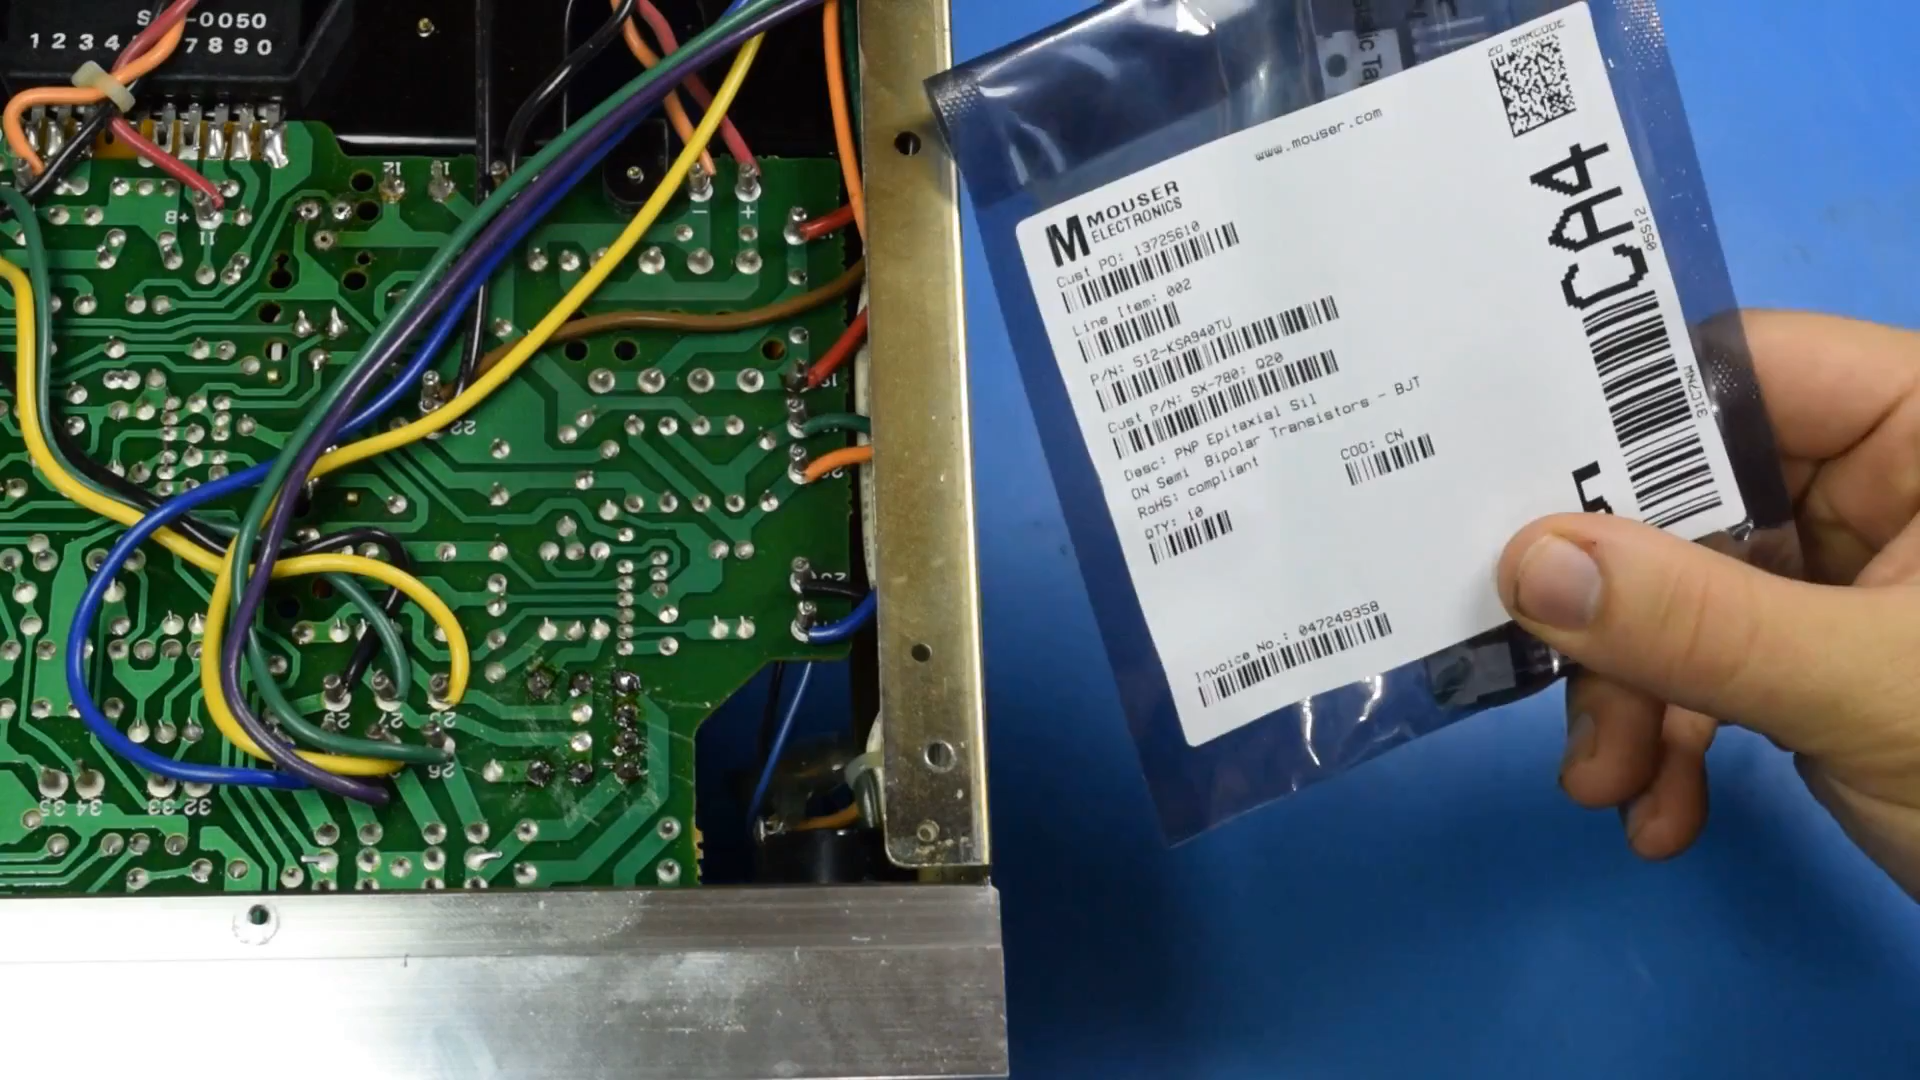 -0050
1 2 3 4 7 8 9 0
+B
11
12
11
-
+
22
29
27
25
26
35 34 33 32
2D BARCODE
www.mouser.com
CA4
05S12
MOUSER
ELECTRONICS
Cust PO: 13725610
Line Item: 002
P/N: 512-KSA940TU
Cust P/N: SX-780: Q20
Desc: PNP Epitaxial Sil
ON Semi Bipolar Transistors - BJT
RoHS: compliant
COO: CN
QTY: 10
Invoice No.: 047249358